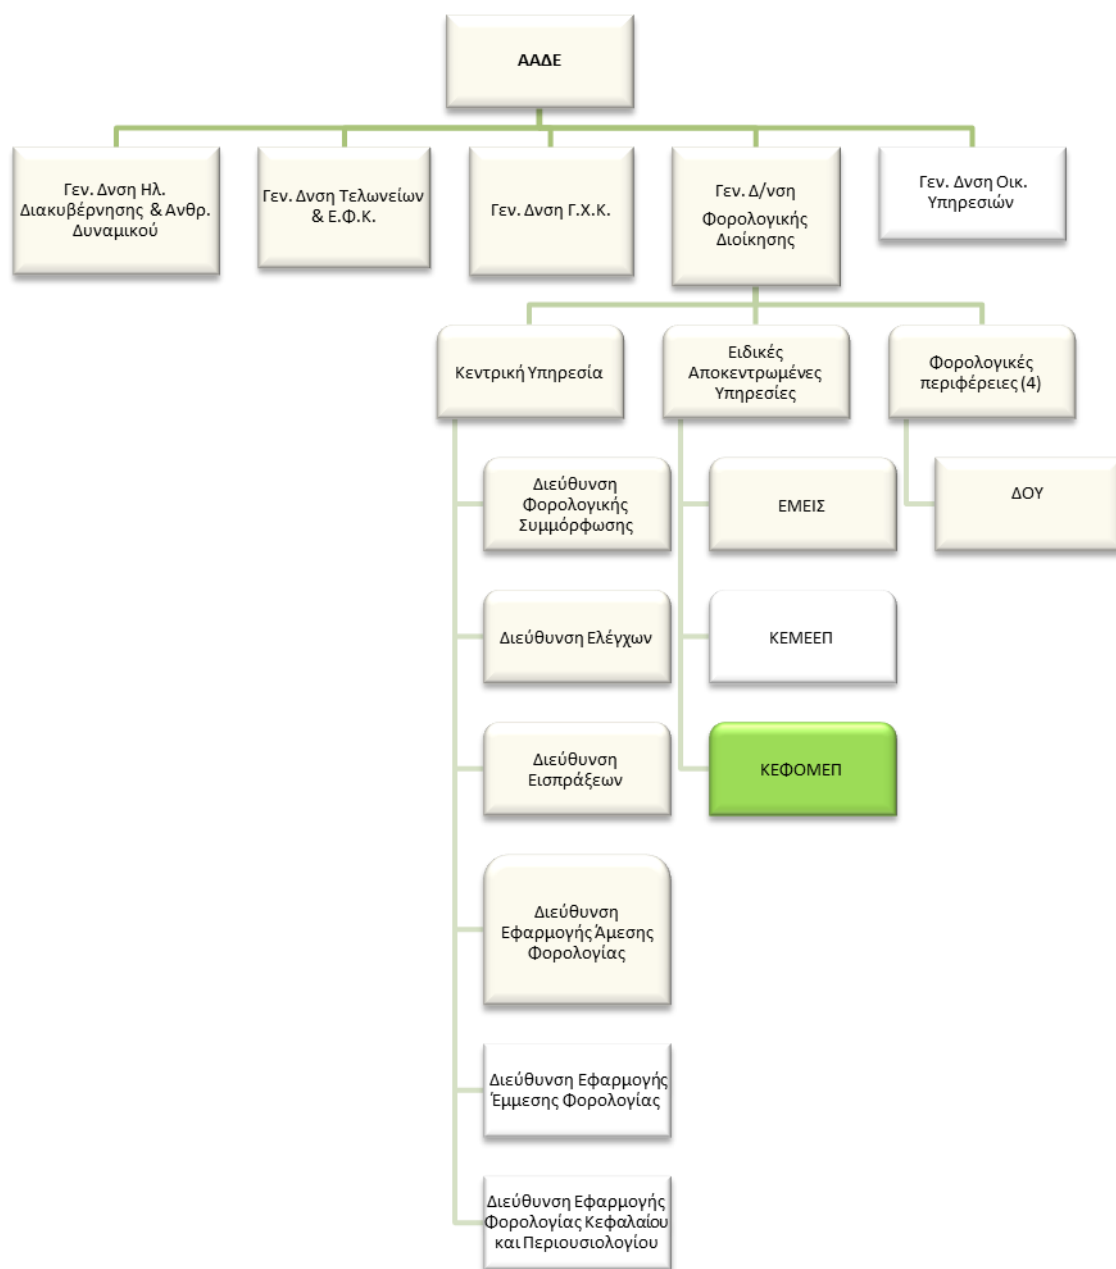 ΑΑΔΕ
Γεν. Δνση Ηλ.
Διακυβέρνησης & Ανθρ.
Δυναμικού
Γεν. Δνση Τελωνείων
& Ε.Φ.Κ.
Γεν. Δνση Γ.Χ.Κ.
Γεν. Δ/νση
Φορολογικής
Διοίκησης
Γεν. Δνση Οικ.
Υπηρεσιών
Κεντρική Υπηρεσία
Ειδικές
Αποκεντρωμένες
Υπηρεσίες
Φορολογικές
περιφέρειες (4)
Διεύθυνση
Φορολογικής
Συμμόρφωσης
ΕΜΕΙΣ
ΔΟΥ
Διεύθυνση Ελέγχων
ΚΕΜΕΕΠ
Διεύθυνση
Εισπράξεων
ΚΕΦΟΜΕΠ
Διεύθυνση
Εφαρμογής Άμεσης
Φορολογίας
Διεύθυνση Εφαρμογής
Έμμεσης Φορολογίας
Διεύθυνση Εφαρμογής
Φορολογίας Κεφαλαίου
και Περιουσιολογίου